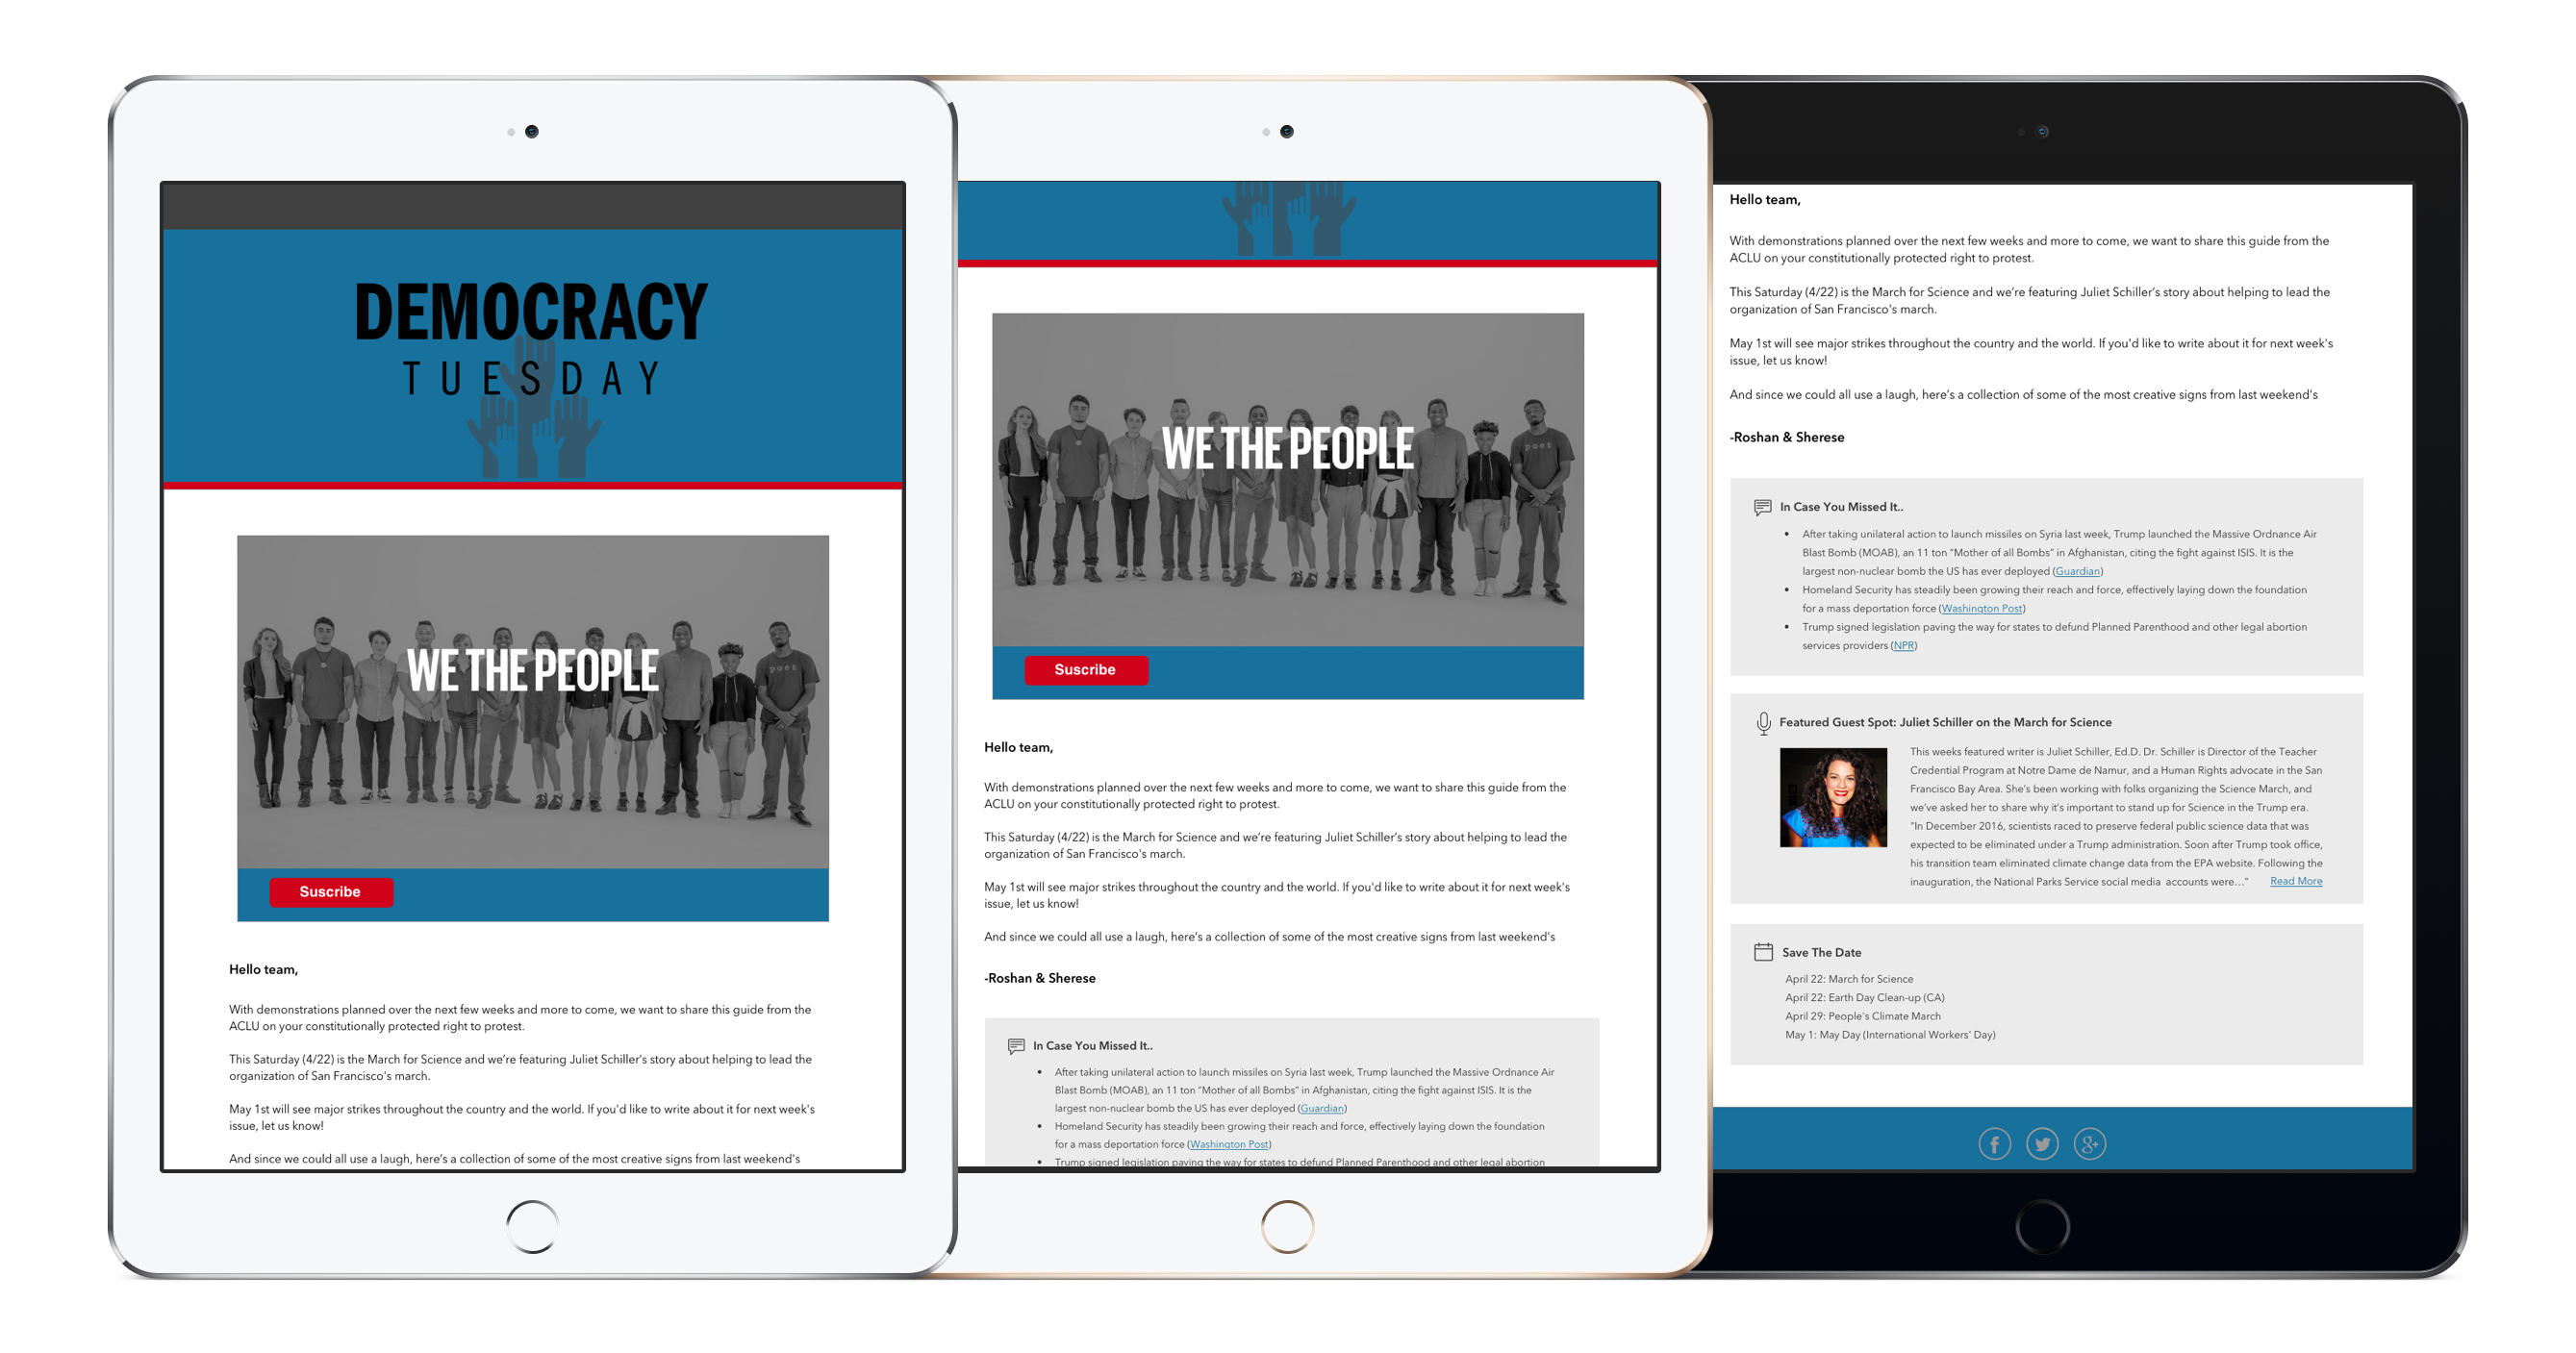 DEMOCRACY
TUESDAY
WE THE PEOPLE
poet
Suscribe
Hello team,
With demonstrations planned over the next few weeks and more to come, we want to share this guide from the
ACLU on your constitutionally protected right to protest.
This Saturday (4/22) is the March for Science and we're featuring Juliet Schiller's story about helping to lead the
organization of San Francisco's march.
May 1st will see major strikes throughout the country and the world. If you'd like to write about it for next week's
issue, let us know!
And since we could all use a laugh, here's a collection of some of the most creative signs from last weekend's
WE THE PEOPLE
poet
Suscribe
Hello team,
With demonstrations planned over the next few weeks and more to come, we want to share this guide from the
ACLU on your constitutionally protected right to protest.
This Saturday (4/22) is the March for Science and we're featuring Juliet Schiller's story about helping to lead the
organization of San Francisco's march.
May 1st will see major strikes throughout the country and the world. If you'd like to write about it for next week's
issue, let us know!
And since we could all use a laugh, here's a collection of some of the most creative signs from last weekend's
-Roshan & Sherese
In Case You Missed It..
• After taking unilateral action to launch missiles on Syria last week, Trump launched the Massive Ordnance Air
Blast Bomb (MOAB), an 11 ton "Mother of all Bombs" in Afghanistan, citing the fight against ISIS. It is the
largest non-nuclear bomb the US has ever deployed (Guardian)
• Homeland Security has steadily been growing their reach and force, effectively laying down the foundation
for a mass deportation force (Washington Post)
• Trump signed legislation paving the way for states to defund Planned Parenthood and other legal abortion
Hello team,
With demonstrations planned over the next few weeks and more to come, we want to share this guide from the
ACLU on your constitutionally protected right to protest.
This Saturday (4/22) is the March for Science and we're featuring Juliet Schiller's story about helping to lead the
organization of San Francisco's march.
May 1st will see major strikes throughout the country and the world. If you'd like to write about it for next week's
issue, let us know!
And since we could all use a laugh, here's a collection of some of the most creative signs from last weekend's
-Roshan & Sherese
In Case You Missed It..
• After taking unilateral action to launch missiles on Syria last week, Trump launched the Massive Ordnance Air
Blast Bomb (MOAB), an 11 ton "Mother of all Bombs" in Afghanistan, citing the fight against ISIS. It is the
largest non-nuclear bomb the US has ever deployed (Guardian)
• Homeland Security has steadily been growing their reach and force, effectively laying down the foundation
for a mass deportation force (Washington Post)
• Trump signed legislation paving the way for states to defund Planned Parenthood and other legal abortion
services providers (NPR)
Featured Guest Spot: Juliet Schiller on the March for Science
This weeks featured writer is Juliet Schiller, Ed.D. Dr. Schiller is Director of the Teacher
Credential Program at Notre Dame de Namur, and a Human Rights advocate in the San
Francisco Bay Area. She's been working with folks organizing the Science March, and
we've asked her to share why it's important to stand up for Science in the Trump era.
"In December 2016, scientists raced to preserve federal public science data that was
expected to be eliminated under a Trump administration. Soon after Trump took office,
his transition team eliminated climate change data from the EPA website. Following the
inauguration, the National Parks Service social media accounts were..." Read More
Save The Date
April 22: March for Science
April 22: Earth Day Clean-up (CA)
April 29: People's Climate March
May 1: May Day (International Workers' Day)
f
g+